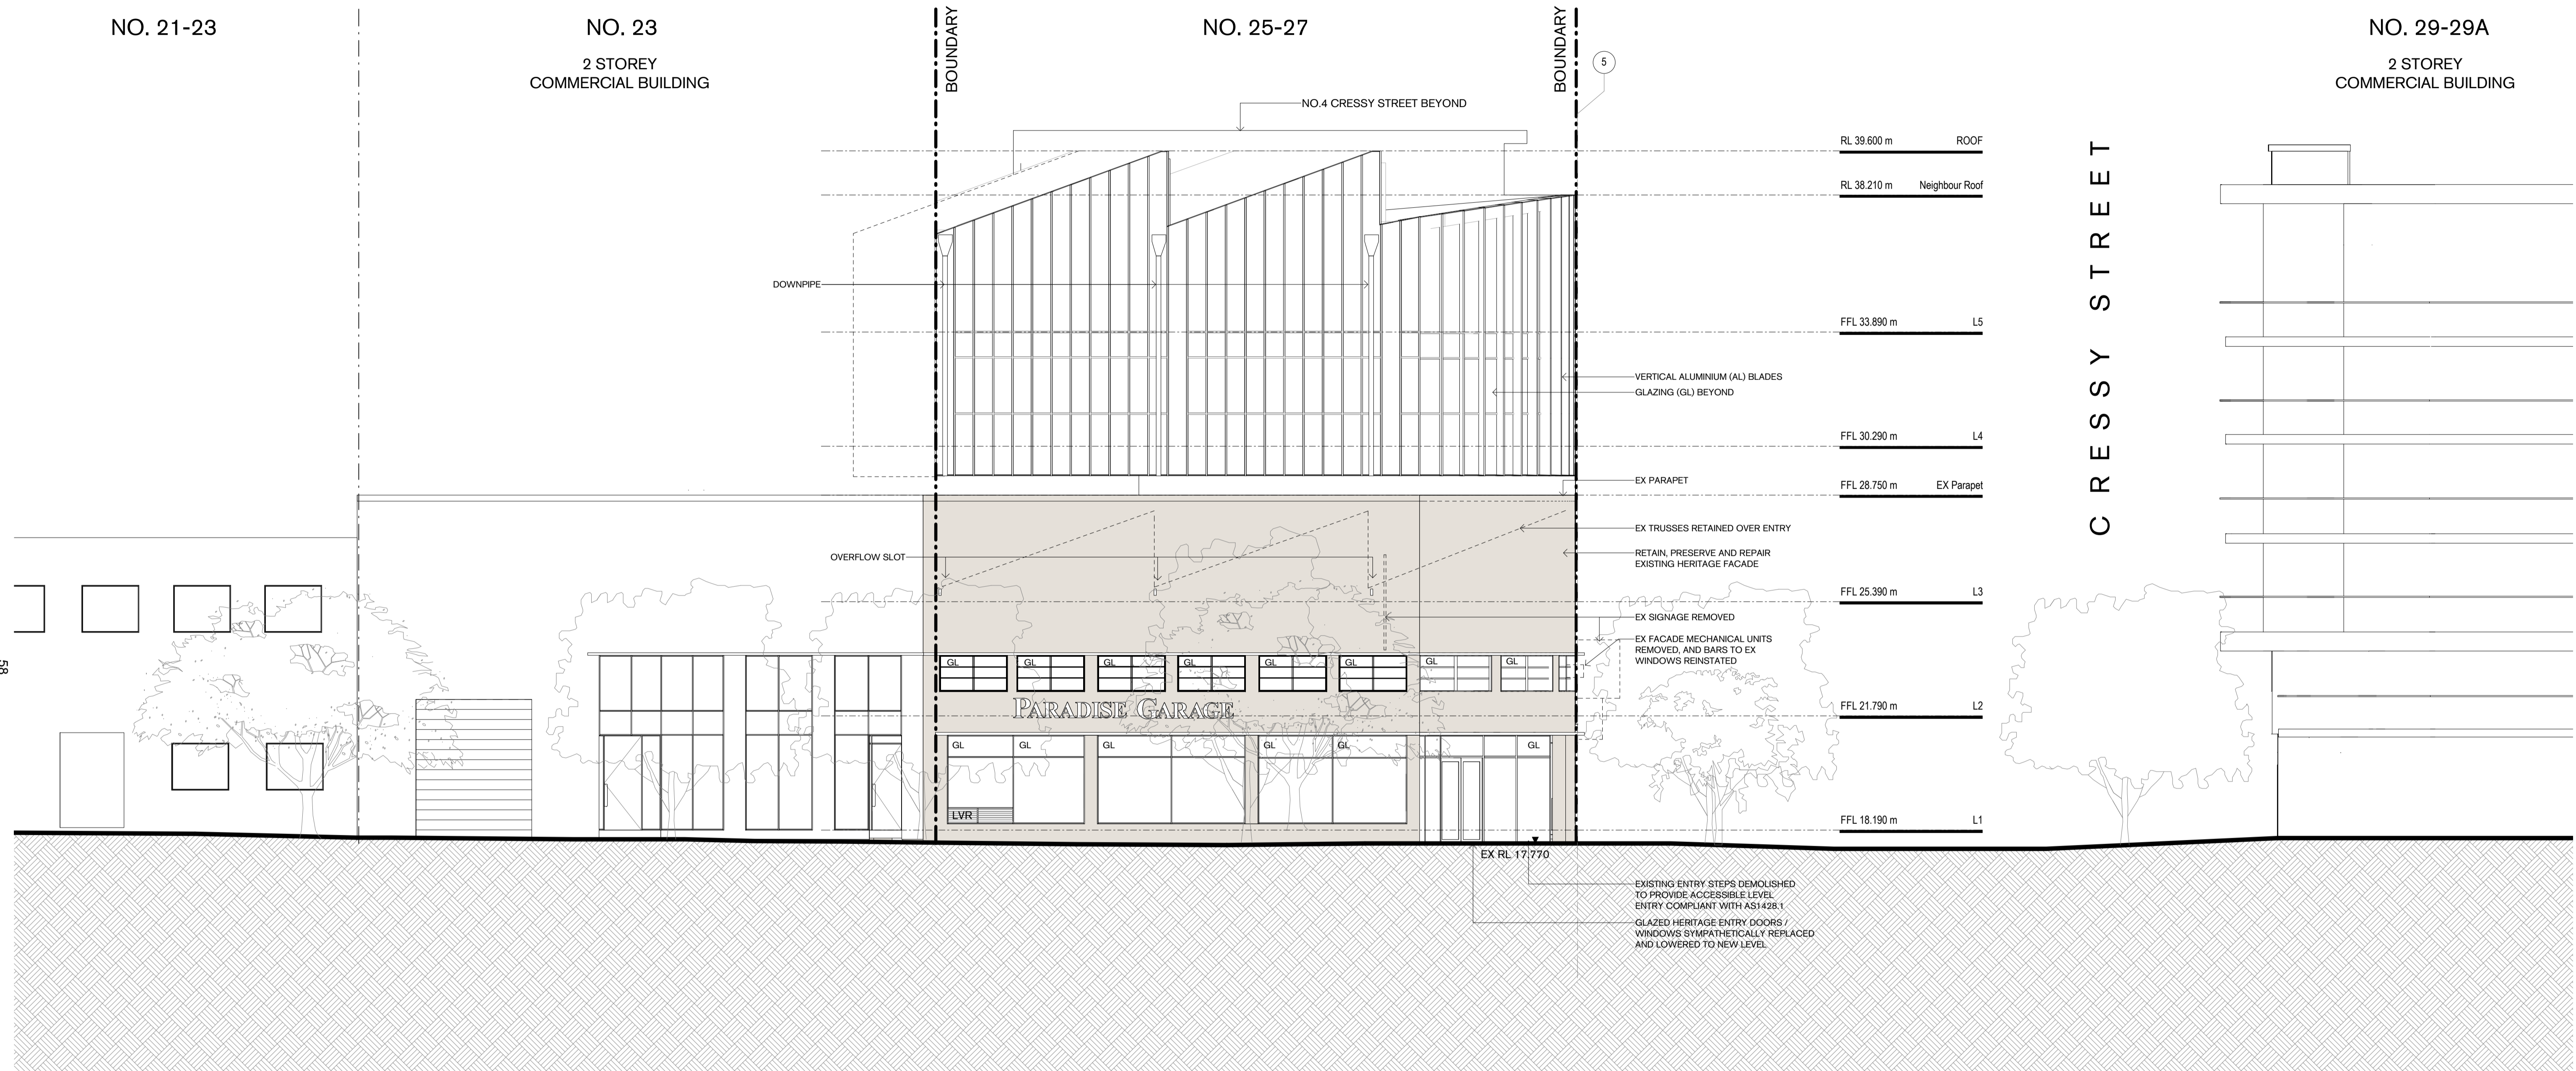 NO. 21-23
NO. 23
2 STOREY
COMMERCIAL BUILDING
BOUNDARY
NO. 25-27
BOUNDARY
5
NO. 29-29A
2 STOREY
COMMERCIAL BUILDING
NO.4 CRESSY STREET BEYOND
RL 39.600 m ROOF
RL 38.210 m Neighbour Roof
DOWNPIPE
FFL 33.890 m L5
VERTICAL ALUMINIUM (AL) BLADES
GLAZING (GL) BEYOND
FFL 30.290 m L4
EX PARAPET
FFL 28.750 m EX Parapet
EX TRUSSES RETAINED OVER ENTRY
OVERFLOW SLOT
RETAIN, PRESERVE AND REPAIR
EXISTING HERITAGE FACADE
FFL 25.390 m L3
EX SIGNAGE REMOVED
EX FACADE MECHANICAL UNITS
REMOVED, AND BARS TO EX
WINDOWS REINSTATED
CRESSY STREET
58
GL GL GL GL GL GL GL GL
PARADISE GARAGE
FFL 21.790 m L2
GL GL GL GL GL GL
LVR
FFL 18.190 m L1
EX RL 17.770
EXISTING ENTRY STEPS DEMOLISHED
TO PROVIDE ACCESSIBLE LEVEL
ENTRY COMPLIANT WITH AS1428.1
GLAZED HERITAGE ENTRY DOORS /
WINDOWS SYMPATHETICALLY REPLACED
AND LOWERED TO NEW LEVEL